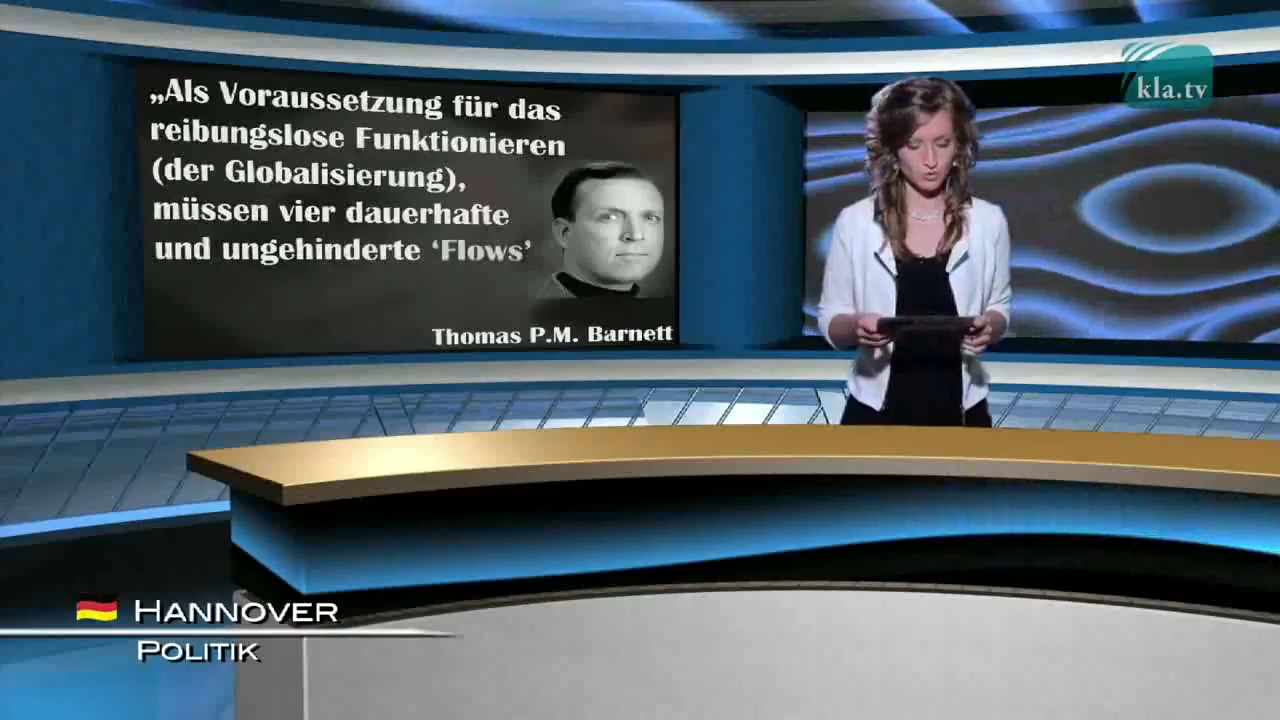 „Als Voraussetzung für das
reibungslose Funktionieren
(der Globalisierung),
müssen vier dauerhafte
und ungehinderte ‘Flows’
Thomas P.M. Barnett
kla.tv
HANNOVER
POLITIK